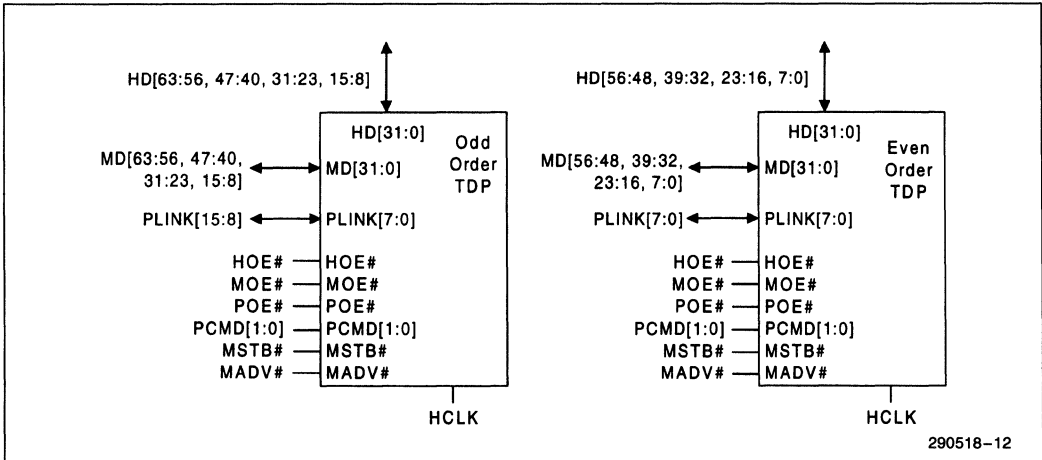 HD[63:56, 47:40, 31:23, 15:8]
HD[31:0]
Odd
Order
TDP
MD[63:56, 47:40,
31:23, 15:8]
MD[31:0]
PLINK[15:8]
PLINK[7:0]
HOE# HOE#
MOE# MOE#
POE# POE#
PCMD[1:0] PCMD[1:0]
MSTB# MSTB#
MADV# MADV#
HCLK
HD[56:48, 39:32, 23:16, 7:0]
HD[31:0]
Even
Order
TDP
MD[56:48, 39:32,
23:16, 7:0]
MD[31:0]
PLINK[7:0]
PLINK[7:0]
HOE# HOE#
MOE# MOE#
POE# POE#
PCMD[1:0] PCMD[1:0]
MSTB# MSTB#
MADV# MADV#
HCLK
290518–12